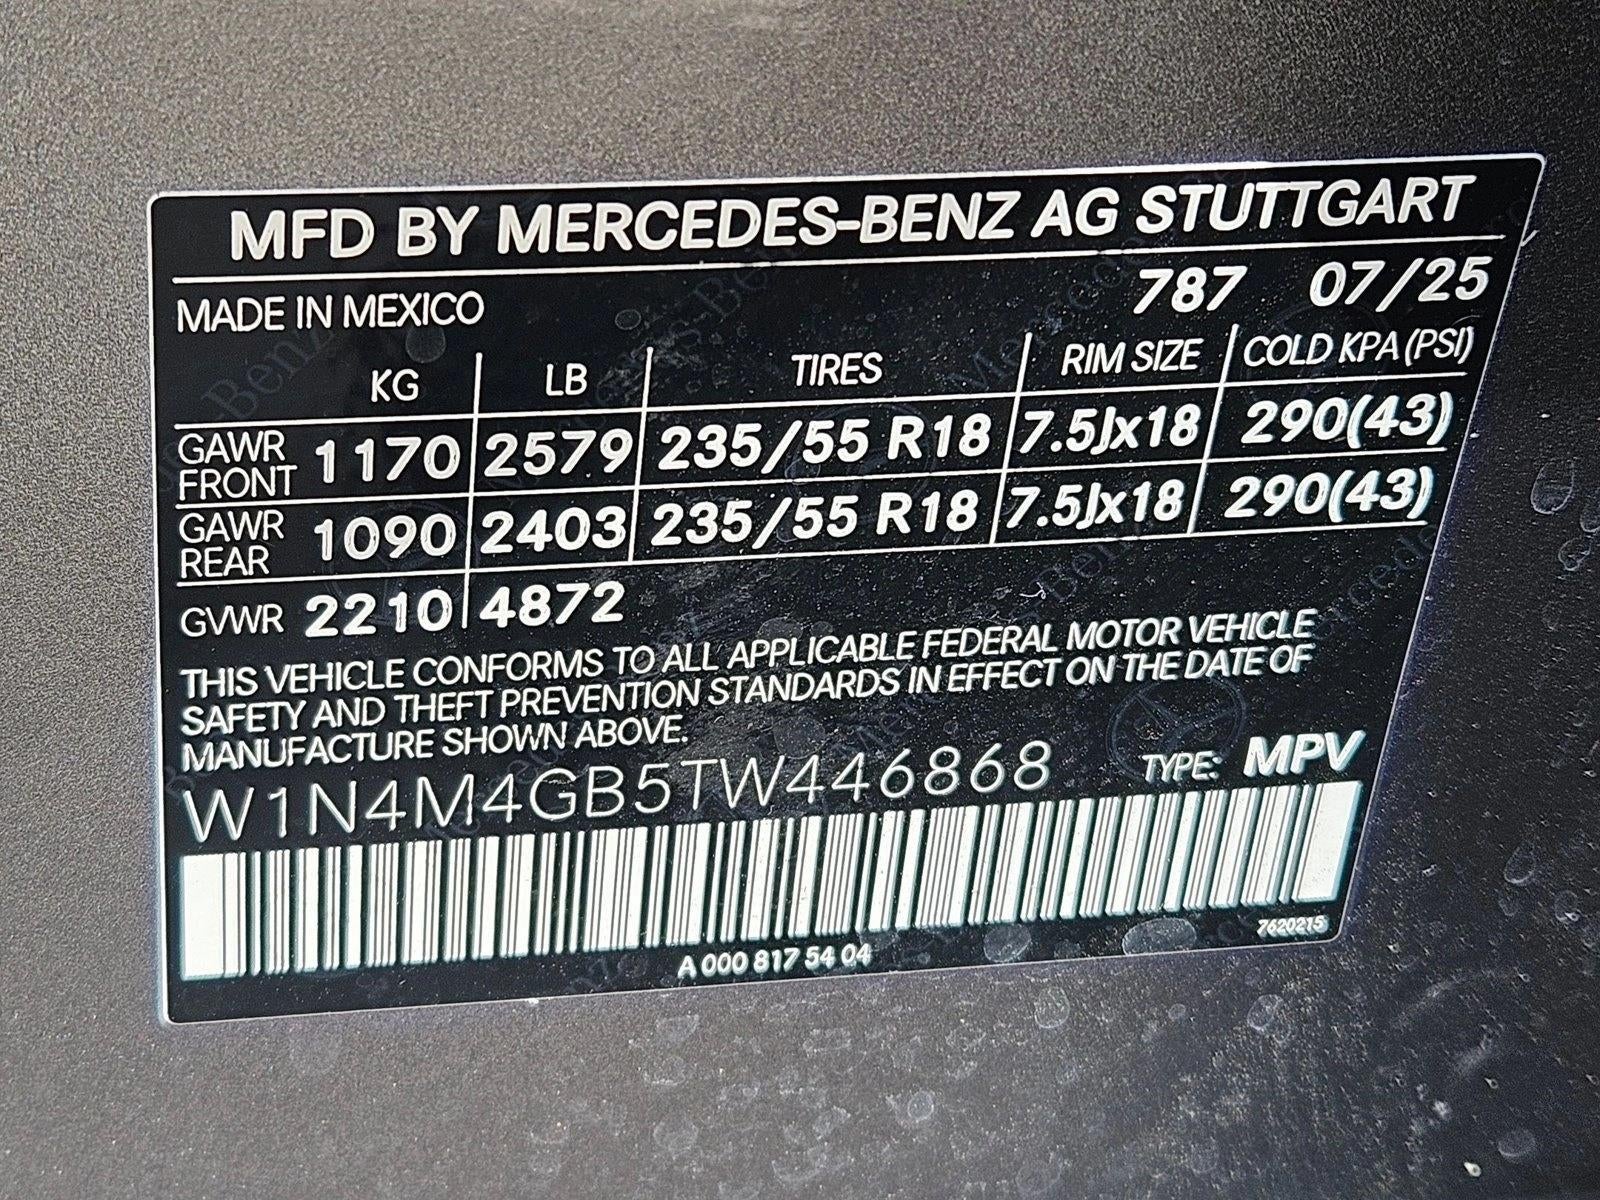 MFD BY MERCEDES-BENZ AG STUTTGART
MADE IN MEXICO 787 07/25
KG LB TIRES RIM SIZE COLD KPA (PSI)
GAWR FRONT 1170 2579 235/55 R18 7.5Jx18 290(43)
GAWR REAR 1090 2403 235/55 R18 7.5Jx18 290(43)
GVWR 2210 4872
THIS VEHICLE CONFORMS TO ALL APPLICABLE FEDERAL MOTOR VEHICLE
SAFETY AND THEFT PREVENTION STANDARDS IN EFFECT ON THE DATE OF
MANUFACTURE SHOWN ABOVE.
W1N4M4GB5TW446868 TYPE: MPV
A 000 817 54 04 7620215